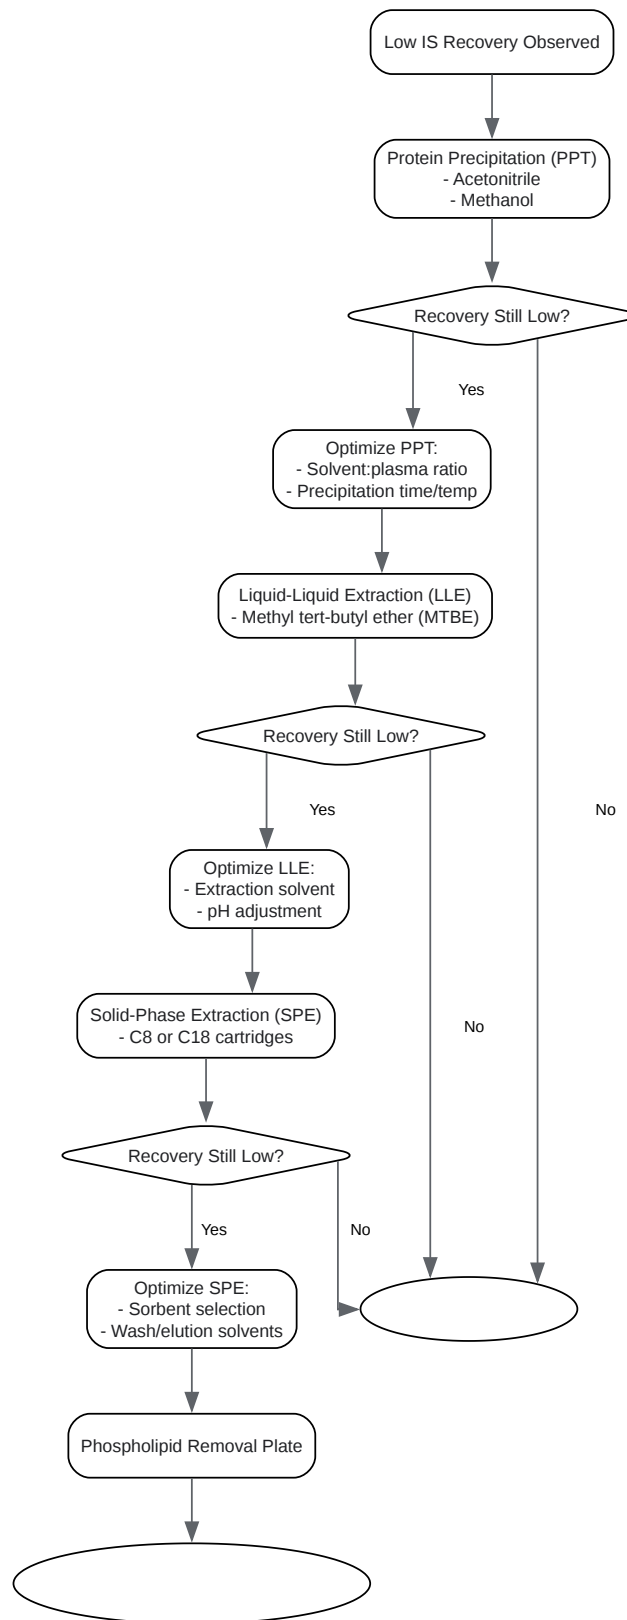 Low IS Recovery Observed
Protein Precipitation (PPT)
- Acetonitrile
- Methanol
Recovery Still Low?
Yes
Optimize PPT:
- Solvent:plasma ratio
- Precipitation time/temp
Liquid-Liquid Extraction (LLE)
- Methyl tert-butyl ether (MTBE)
Recovery Still Low?
Yes
No
Optimize LLE:
- Extraction solvent
- pH adjustment
Solid-Phase Extraction (SPE)
- C8 or C18 cartridges
No
Recovery Still Low?
Yes
No
Optimize SPE:
- Sorbent selection
- Wash/elution solvents
Phospholipid Removal Plate